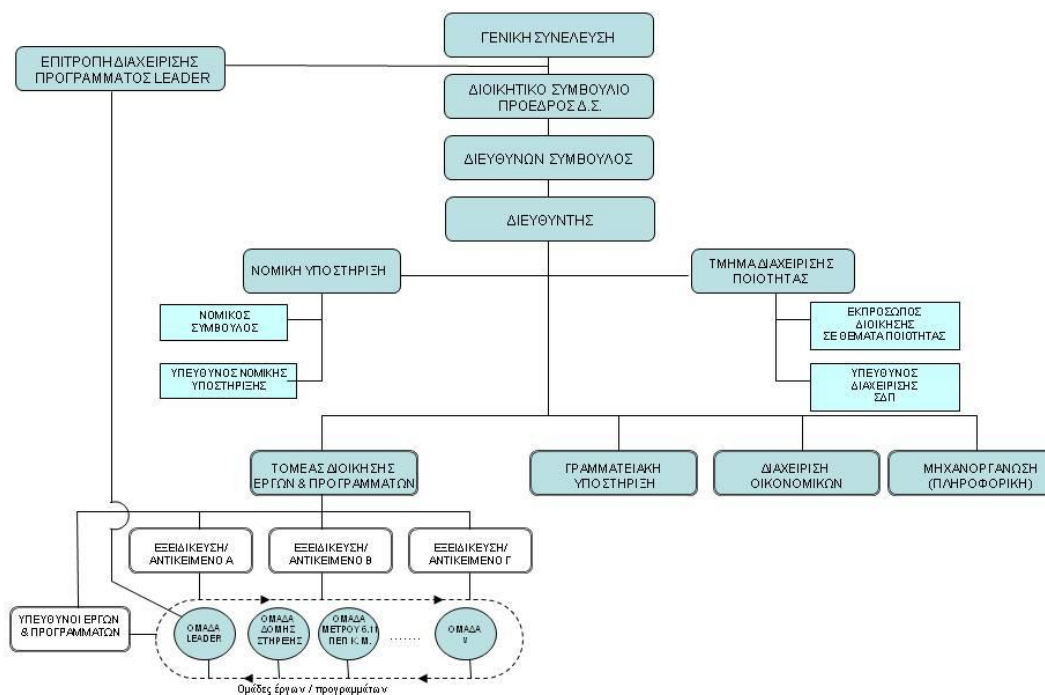 ΓΕΝΙΚΗ ΣΥΝΕΛΕΥΣΗ
ΕΠΙΤΡΟΠΗ ΔΙΑΧΕΙΡΙΣΗΣ
ΠΡΟΓΡΑΜΜΑΤΟΣ LEADER
ΔΙΟΙΚΗΤΙΚΟ ΣΥΜΒΟΥΛΙΟ
ΠΡΟΕΔΡΟΣ Δ.Σ.
ΔΙΕΥΘΥΝΩΝ ΣΥΜΒΟΥΛΟΣ
ΔΙΕΥΘΥΝΤΗΣ
ΝΟΜΙΚΗ ΥΠΟΣΤΗΡΙΞΗ
ΤΜΗΜΑ ΔΙΑΧΕΙΡΙΣΗΣ
ΠΟΙΟΤΗΤΑΣ
ΝΟΜΙΚΟΣ
ΣΥΜΒΟΥΛΟΣ
ΕΚΠΡΟΣΩΠΟΣ
ΔΙΟΙΚΗΣΗΣ
ΣΕ ΘΕΜΑΤΑ ΠΟΙΟΤΗΤΑΣ
ΥΠΕΥΘΥΝΟΣ ΝΟΜΙΚΗΣ
ΥΠΟΣΤΗΡΙΞΗΣ
ΥΠΕΥΘΥΝΟΣ
ΔΙΑΧΕΙΡΙΣΗΣ
ΣΔΠ
ΤΟΜΕΑΣ ΔΙΟΙΚΗΣΗΣ
ΕΡΓΩΝ & ΠΡΟΓΡΑΜΜΑΤΩΝ
ΓΡΑΜΜΑΤΕΙΑΚΗ
ΥΠΟΣΤΗΡΙΞΗ
ΔΙΑΧΕΙΡΙΣΗ
ΟΙΚΟΝΟΜΙΚΩΝ
ΜΗΧΑΝΟΡΓΑΝΩΣΗ
(ΠΛΗΡΟΦΟΡΙΚΗ)
ΕΞΕΙΔΙΚΕΥΣΗ/
ΑΝΤΙΚΕΙΜΕΝΟ Α
ΕΞΕΙΔΙΚΕΥΣΗ/
ΑΝΤΙΚΕΙΜΕΝΟ Β
ΕΞΕΙΔΙΚΕΥΣΗ/
ΑΝΤΙΚΕΙΜΕΝΟ Γ
ΥΠΕΥΘΥΝΟΙ ΕΡΓΩΝ
& ΠΡΟΓΡΑΜΜΑΤΩΝ
ΟΜΑΔΑ
LEADER
ΟΜΑΔΑ
ΔΟΜΗΣ
ΣΤΗΡΙΞΗΣ
ΟΜΑΔΑ
ΜΕΤΡΟΥ
ΠΕΠ Κ.Μ.
........
ΟΜΑΔΑ
Ομάδες έργων / προγραμμάτων